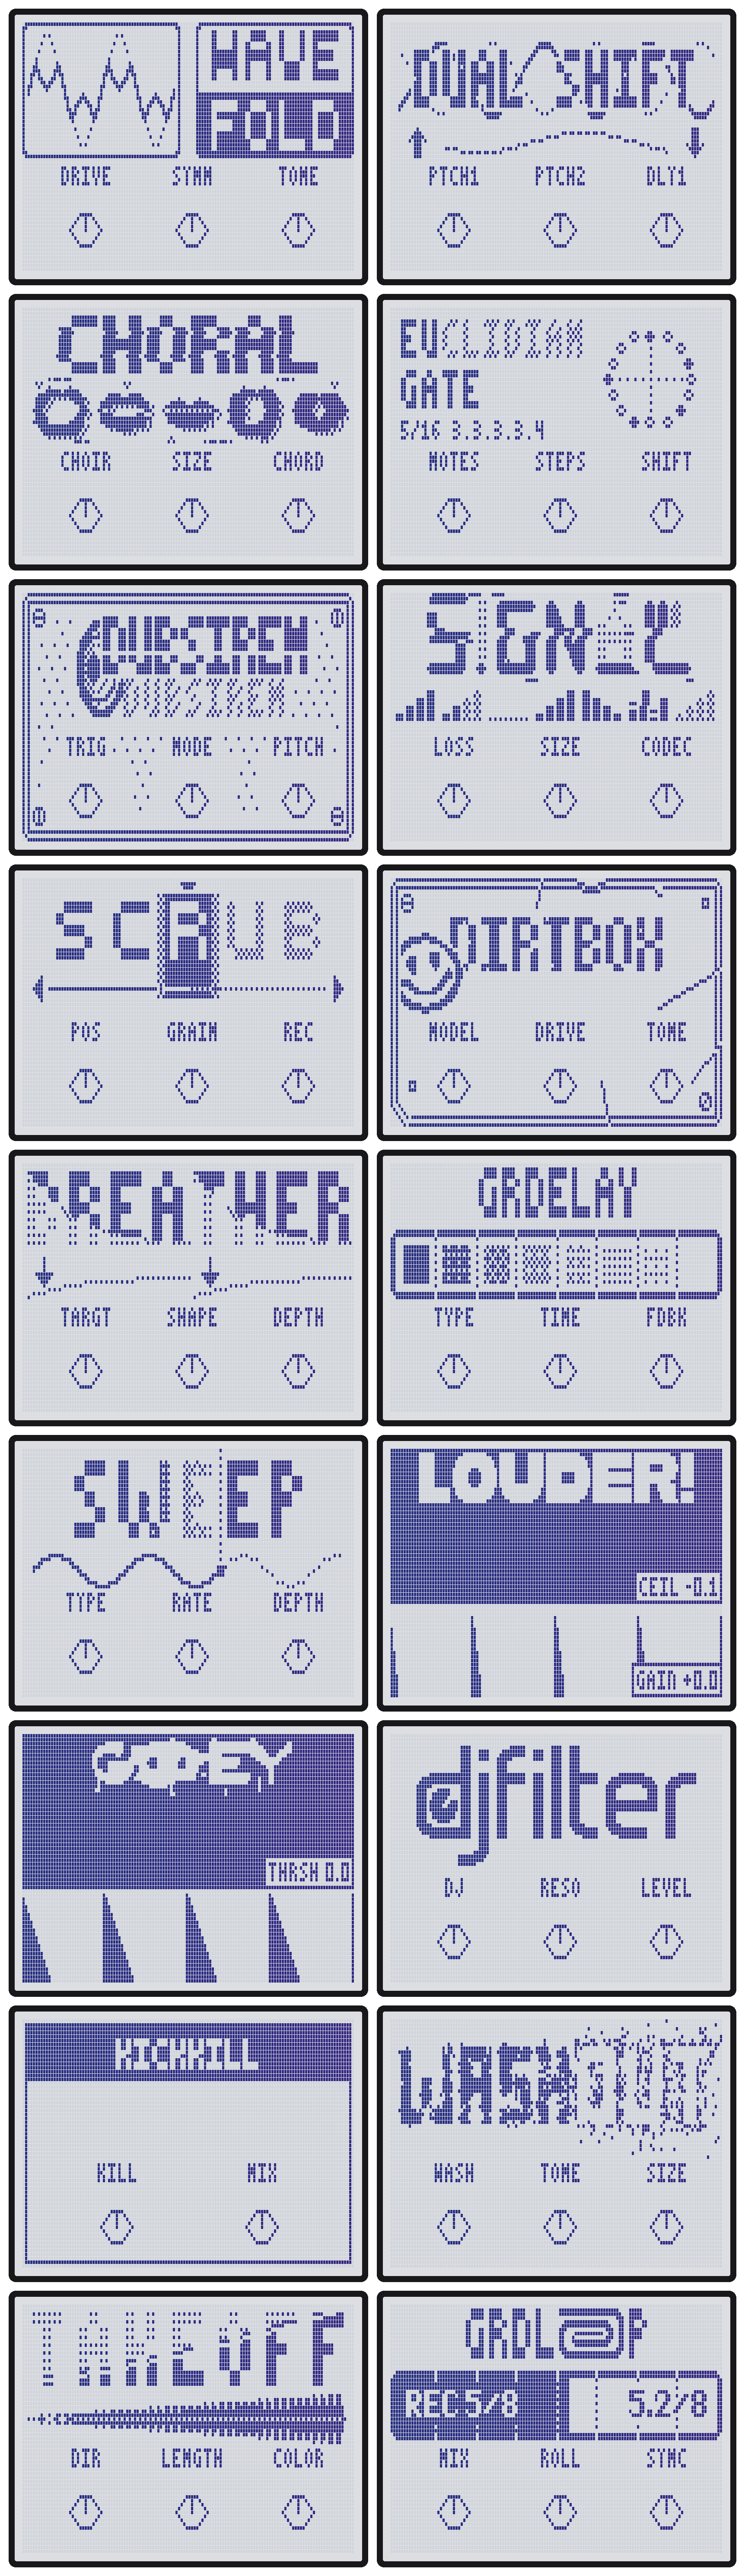 WAVE
FOLD
DRIVE SYMM TONE
DUAL SHIFT
PTCH1 PTCH2 DLY1
CHORAL
CHOIR SIZE CHORD
EUCLIDIAN
GATE
5/16 3.3.3.3.4
NOTES STEPS SHIFT
TRIG MODE PITCH
SIGNAL
LOSS SIZE CODEC
SCRUB
POS GRAIN REC
DIRTBOX
MODEL DRIVE TONE
BREATHER
TARGT SHAPE DEPTH
GRDELAY
TYPE TIME FDBK
SWEEP
TYPE RATE DEPTH
LOUDER
CEIL -0.1
GAIN +0.0
THRSH 0.0
djfilter
DJ RESO LEVEL
KICKKILL
KILL MIX
WASH TONE SIZE
TAKEOFF
DIR LENGTH COLOR
GRDLOOP
REC 5/8 5.2/8
MIX ROLL SYNC